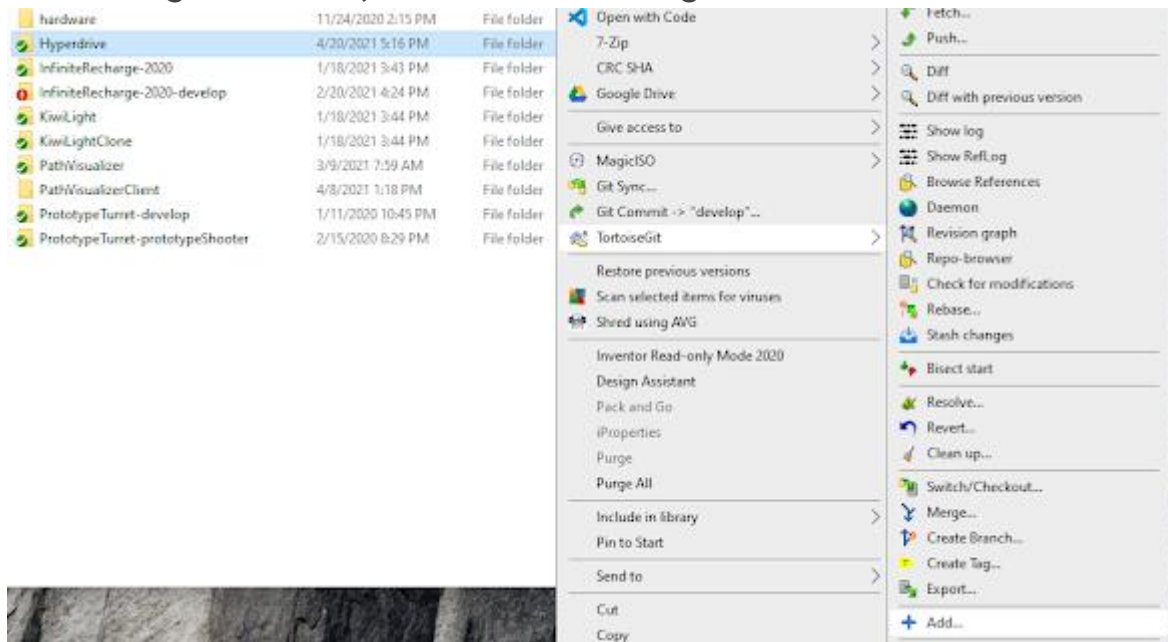 hardware 11/24/2020 2:15 PM File folder
Hyperdrive 4/20/2021 5:16 PM File folder
InfiniteRecharge-2020 1/18/2021 3:43 PM File folder
InfiniteRecharge-2020-develop 2/20/2021 4:24 PM File folder
KiwiLight 1/18/2021 3:44 PM File folder
KiwiLightClone 1/18/2021 3:44 PM File folder
PathVisualizer 3/9/2021 7:59 AM File folder
PathVisualizerClient 4/8/2021 1:18 PM File folder
PrototypeTurret-develop 1/11/2020 10:45 PM File folder
PrototypeTurret-prototypeShooter 2/15/2020 8:29 PM File folder
Open with Code
7-Zip
CRC SHA
Google Drive
Give access to
MagicISO
Git Sync...
Git Commit -> "develop"...
TortoiseGit
Restore previous versions
Scan selected items for viruses
Shred using AVG
Inventor Read-only Mode 2020
Design Assistant
Pack and Go
iProperties
Purge
Purge All
Include in library
Pin to Start
Send to
Cut
Copy
Fetch...
Push...
Diff
Diff with previous version
Show log
Show RefLog
Browse References
Daemon
Revision graph
Repo-browser
Check for modifications
Rebase...
Stash changes
Bisect start
Resolve...
Revert...
Clean up...
Switch/Checkout...
Merge...
Create Branch...
Create Tag...
Export...
Add...